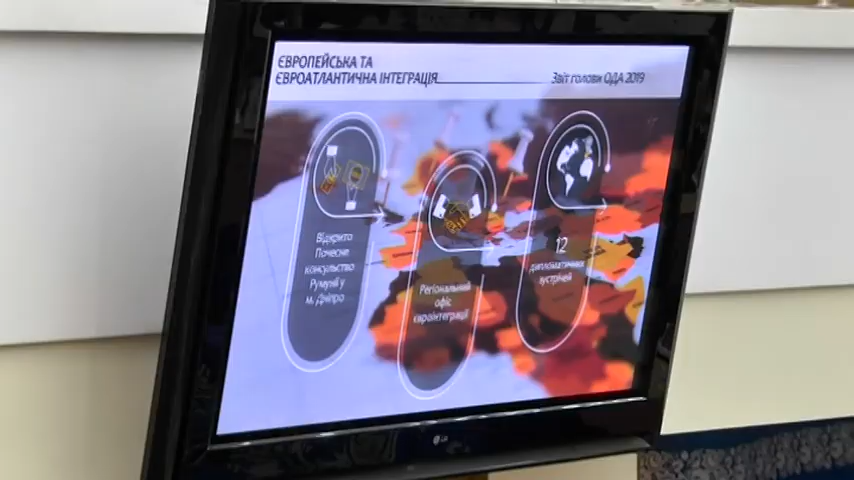 ЄВРОПЕЙСЬКА ТА
ЄВРОАТЛАНТИЧНА ІНТЕГРАЦІЯ
Звіт голови ОДА 2019
Відкрито
Почесне
консульство
Румунії у
м. Дніпро
Регіональний
офіс
євроінтеграції
12
дипломатичних
зустрічей
LG